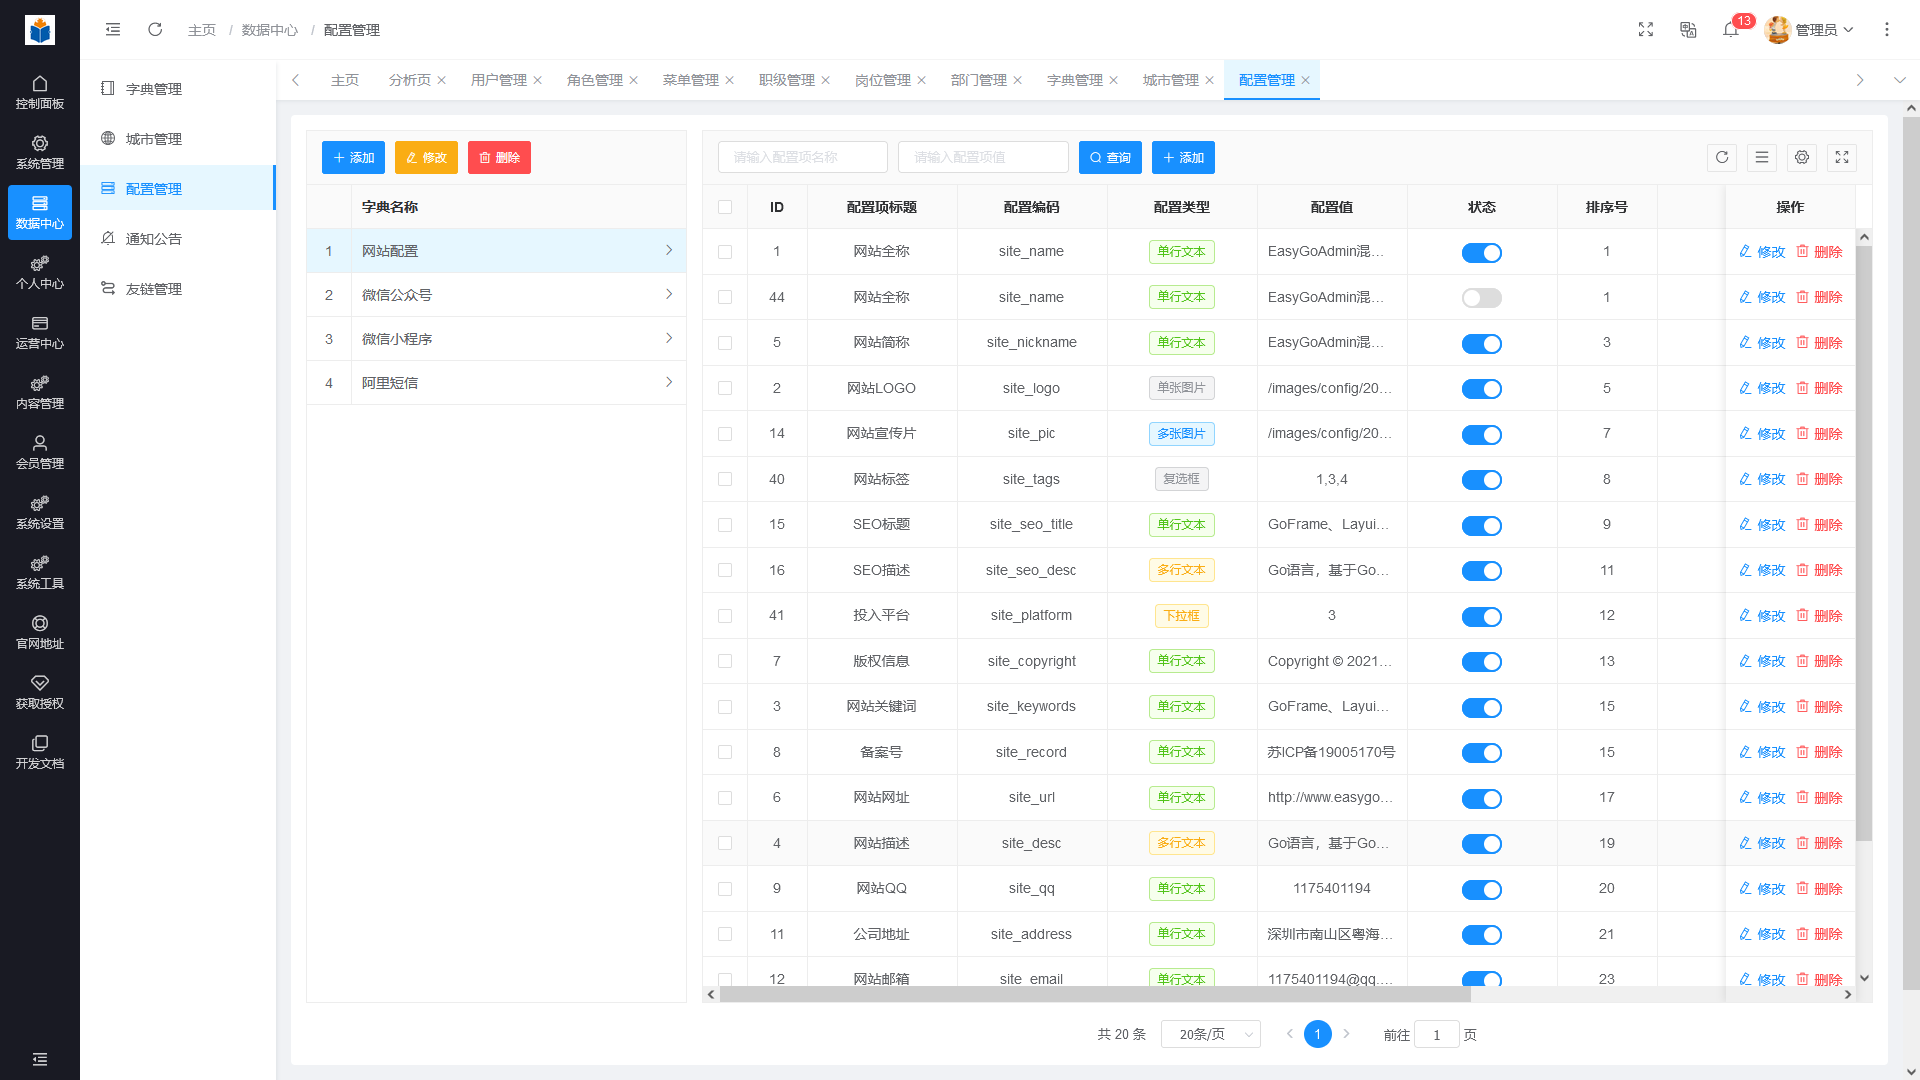 主页 / 数据中心 / 配置管理
13
管理员
控制面板
系统管理
数据中心
个人中心
运营中心
内容管理
会员管理
系统设置
系统工具
官网地址
获取授权
开发文档
字典管理
城市管理
配置管理
通知公告
友链管理
主页 分析页 用户管理 角色管理 菜单管理 职级管理 岗位管理 部门管理 字典管理 城市管理 配置管理
添加 修改 删除
字典名称
1 网站配置
2 微信公众号
3 微信小程序
4 阿里短信
请输入配置项名称 请输入配置项值 查询 添加
ID 配置项标题 配置编码 配置类型 配置值 状态 排序号 操作
1 网站全称 site_name 单行文本 EasyGoAdmin混... 1 修改 删除
44 网站全称 site_name 单行文本 EasyGoAdmin混... 1 修改 删除
5 网站简称 site_nickname 单行文本 EasyGoAdmin混... 3 修改 删除
2 网站LOGO site_logo 单张图片 /images/config/20... 5 修改 删除
14 网站宣传片 site_pic 多张图片 /images/config/20... 7 修改 删除
40 网站标签 site_tags 复选框 1,3,4 8 修改 删除
15 SEO标题 site_seo_title 单行文本 GoFrame、Layui... 9 修改 删除
16 SEO描述 site_seo_desc 多行文本 Go语言，基于Go... 11 修改 删除
41 投入平台 site_platform 下拉框 3 12 修改 删除
7 版权信息 site_copyright 单行文本 Copyright © 2021... 13 修改 删除
3 网站关键词 site_keywords 单行文本 GoFrame、Layui... 15 修改 删除
8 备案号 site_record 单行文本 苏ICP备19005170号 15 修改 删除
6 网站网址 site_url 单行文本 http://www.easygo... 17 修改 删除
4 网站描述 site_desc 多行文本 Go语言，基于Go... 19 修改 删除
9 网站QQ site_qq 单行文本 1175401194 20 修改 删除
11 公司地址 site_address 单行文本 深圳市南山区粤海... 21 修改 删除
12 网站邮箱 site_email 单行文本 1175401194@qq.... 23 修改 删除
共 20 条 20条/页 1 前往 1 页